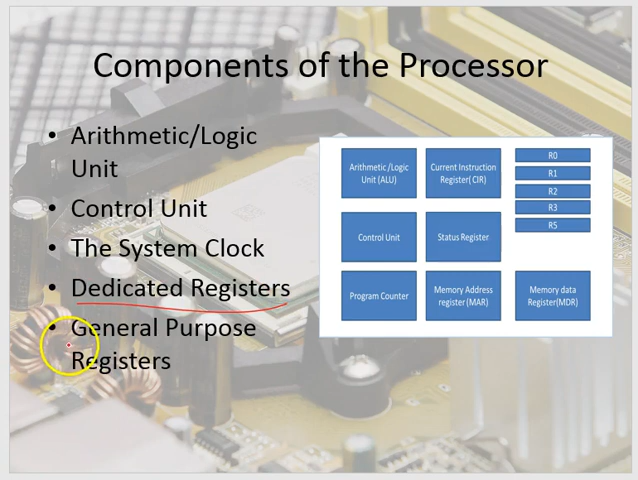 Components of the Processor
• Arithmetic/Logic
Unit
• Control Unit
• The System Clock
• Dedicated Registers
• General Purpose
Registers
Arithmetic /Logic
Unit (ALU)
Current Instruction
Register( CIR)
R0
R1
R2
R3
R5
Control Unit
Status Register
Program Counter
Memory Address
register(MAR)
Memory data
Register(MDR)